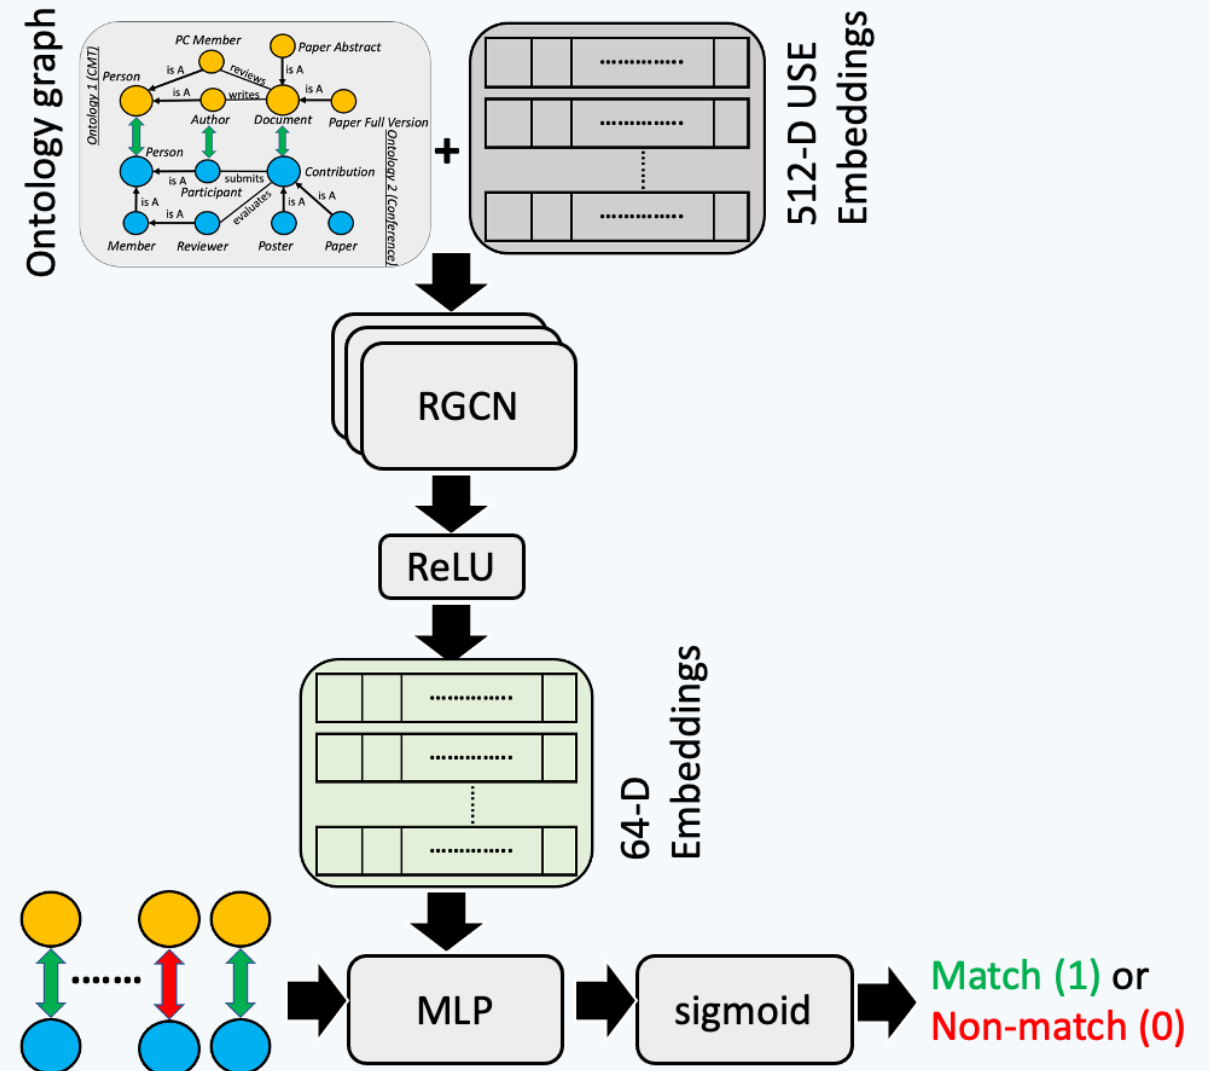 Ontology graph
Ontology 1 (CMT)
PC Member
Paper Abstract
is A
reviews
is A
Person
is A
writes
is A
Author
Document
Paper Full Version
Person
Contribution
is A
submits
Participant
is A
is A
evaluates
is A
is A
Member
Reviewer
Poster
Paper
Ontology 2 (Conference)
+
512-D USE
Embeddings
RGCN
ReLU
64-D
Embeddings
MLP
sigmoid
Match (1) or
Non-match (0)